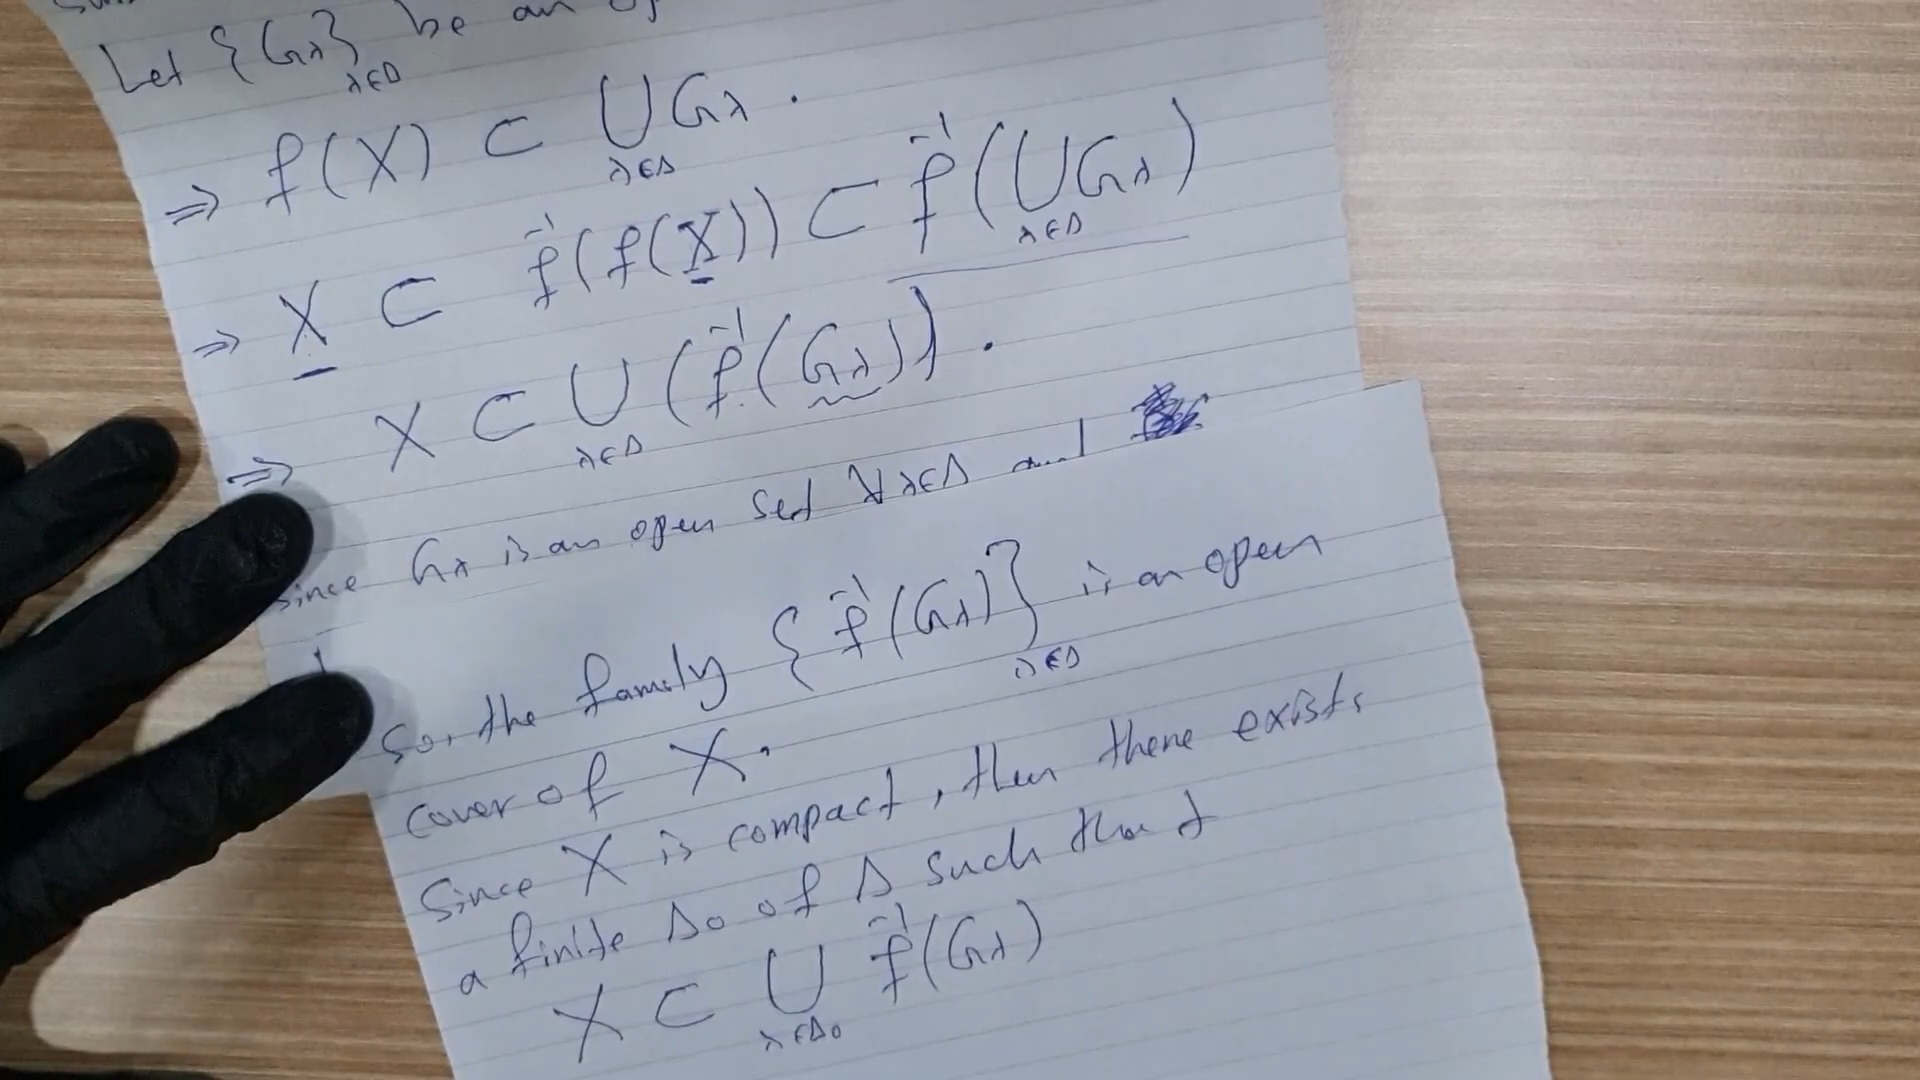 Let {Gλ} λ∈Δ be an op
⇒ f(X) ⊂ ⋃ λ∈Δ Gλ .
⇒ X ⊂ f⁻¹(f(X)) ⊂ f⁻¹(⋃ λ∈Δ Gλ)
⇒ X ⊂ ⋃ λ∈Δ (f⁻¹(Gλ)) .
since Gλ is an open set ∀λ∈Δ and
So, the family {f⁻¹(Gλ)} λ∈Δ is an open
cover of X.
Since X is compact, then there exists
a finite Δ₀ of Δ such that
X ⊂ ⋃ λ∈Δ₀ f⁻¹(Gλ)